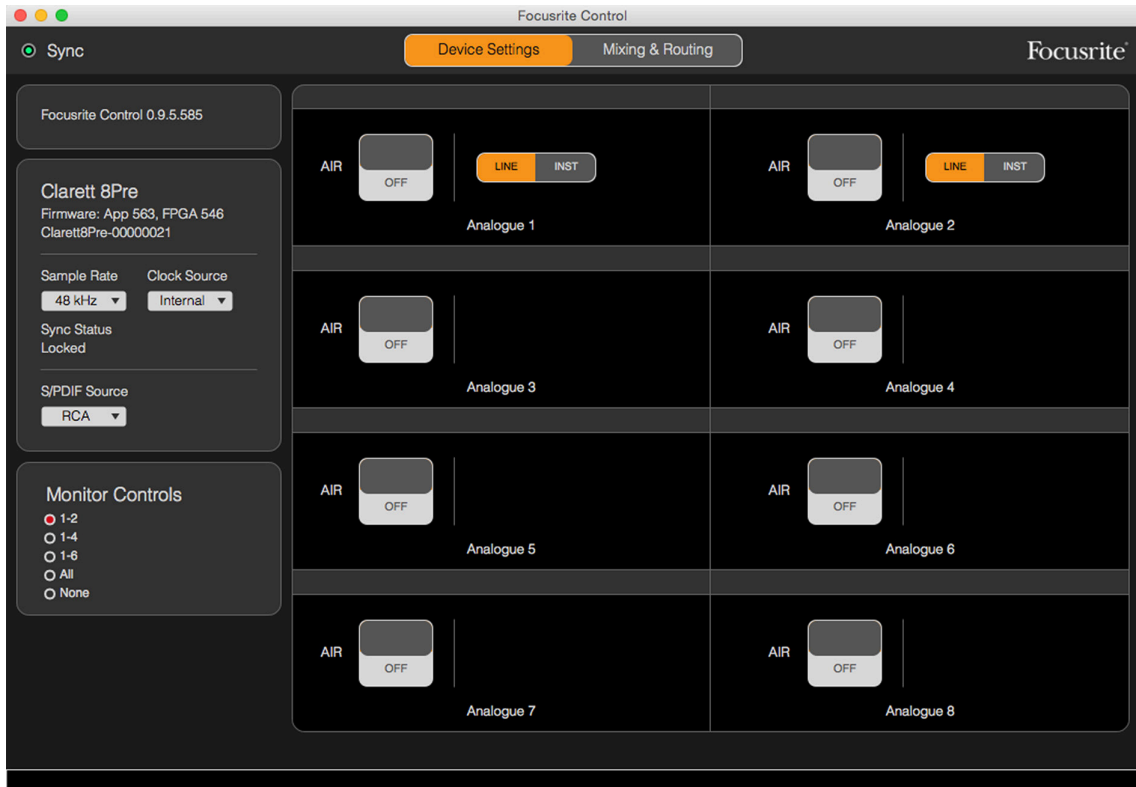 Focusrite Control
Sync
Device Settings
Mixing & Routing
Focusrite
Focusrite Control 0.9.5.585
Clarett 8Pre
Firmware: App 563, FPGA 546
Clarett8Pre-00000021
Sample Rate
Clock Source
48 kHz
Internal
Sync Status
Locked
S/PDIF Source
RCA
Monitor Controls
1-2
1-4
1-6
All
None
AIR
OFF
LINE
INST
Analogue 1
AIR
OFF
LINE
INST
Analogue 2
AIR
OFF
Analogue 3
AIR
OFF
Analogue 4
AIR
OFF
Analogue 5
AIR
OFF
Analogue 6
AIR
OFF
Analogue 7
AIR
OFF
Analogue 8